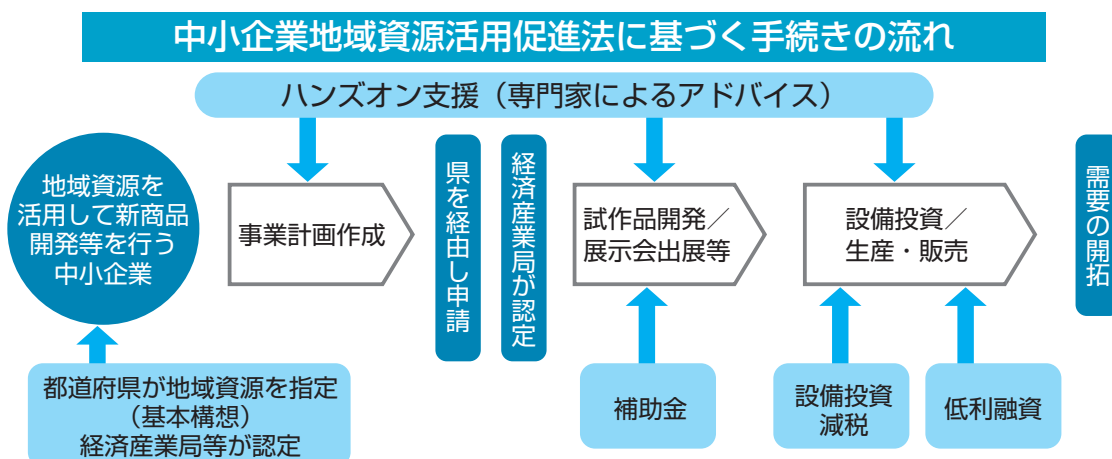 中小企業地域資源活用促進法に基づく手続きの流れ
ハンズオン支援（専門家によるアドバイス）
地域資源を
活用して新商品
開発等を行う
中小企業
事業計画作成
県を経由し申請
経済産業局が認定
試作品開発／
展示会出展等
設備投資／
生産・販売
需要の開拓
都道府県が地域資源を指定
（基本構想）
経済産業局等が認定
補助金
設備投資
減税
低利融資